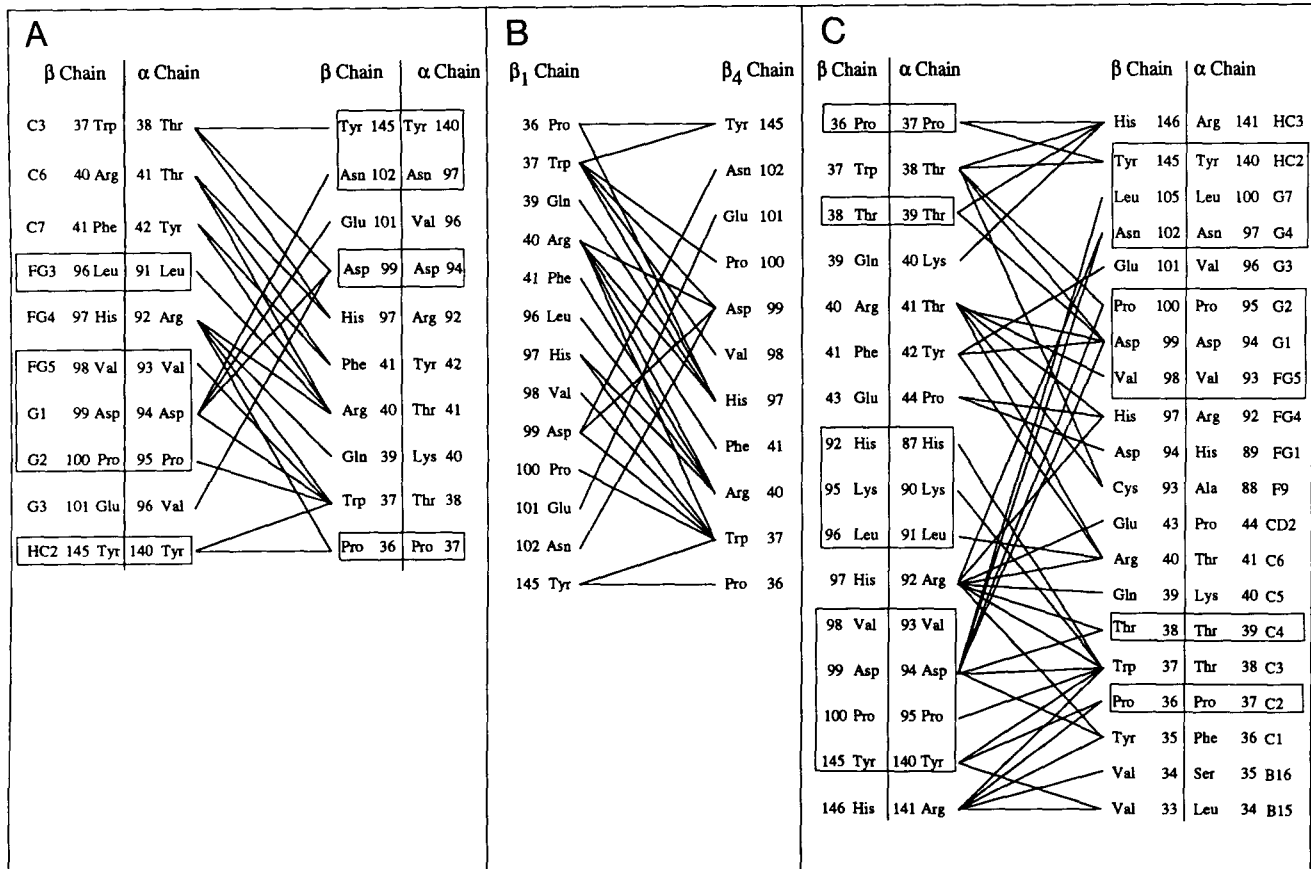 A
β Chain α Chain β Chain α Chain
C3 37 Trp 38 Thr Tyr 145 Tyr 140
C6 40 Arg 41 Thr Asn 102 Asn 97
C7 41 Phe 42 Tyr Glu 101 Val 96
FG3 96 Leu 91 Leu Asp 99 Asp 94
FG4 97 His 92 Arg His 97 Arg 92
FG5 98 Val 93 Val Phe 41 Tyr 42
G1 99 Asp 94 Asp Arg 40 Thr 41
G2 100 Pro 95 Pro Gln 39 Lys 40
G3 101 Glu 96 Val Trp 37 Thr 38
HC2 145 Tyr 140 Tyr Pro 36 Pro 37
B
β1 Chain β4 Chain
36 Pro Tyr 145
37 Trp Asn 102
39 Gln Glu 101
40 Arg Pro 100
41 Phe Asp 99
96 Leu Val 98
97 His His 97
98 Val Phe 41
99 Asp Arg 40
100 Pro Trp 37
101 Glu Pro 36
102 Asn
145 Tyr
C
β Chain α Chain β Chain α Chain
36 Pro 37 Pro His 146 Arg 141 HC3
37 Trp 38 Thr Tyr 145 Tyr 140 HC2
38 Thr 39 Thr Leu 105 Leu 100 G7
39 Gln 40 Lys Asn 102 Asn 97 G4
40 Arg 41 Thr Glu 101 Val 96 G3
41 Phe 42 Tyr Pro 100 Pro 95 G2
43 Glu 44 Pro Asp 99 Asp 94 G1
92 His 87 His Val 98 Val 93 FG5
95 Lys 90 Lys His 97 Arg 92 FG4
96 Leu 91 Leu Asp 94 His 89 FG1
97 His 92 Arg Cys 93 Ala 88 F9
98 Val 93 Val Glu 43 Pro 44 CD2
99 Asp 94 Asp Arg 40 Thr 41 C6
100 Pro 95 Pro Gln 39 Lys 40 C5
145 Tyr 140 Tyr Thr 38 Thr 39 C4
146 His 141 Arg Trp 37 Thr 38 C3
Pro 36 Pro 37 C2
Tyr 35 Phe 36 C1
Val 34 Ser 35 B16
Val 33 Leu 34 B15